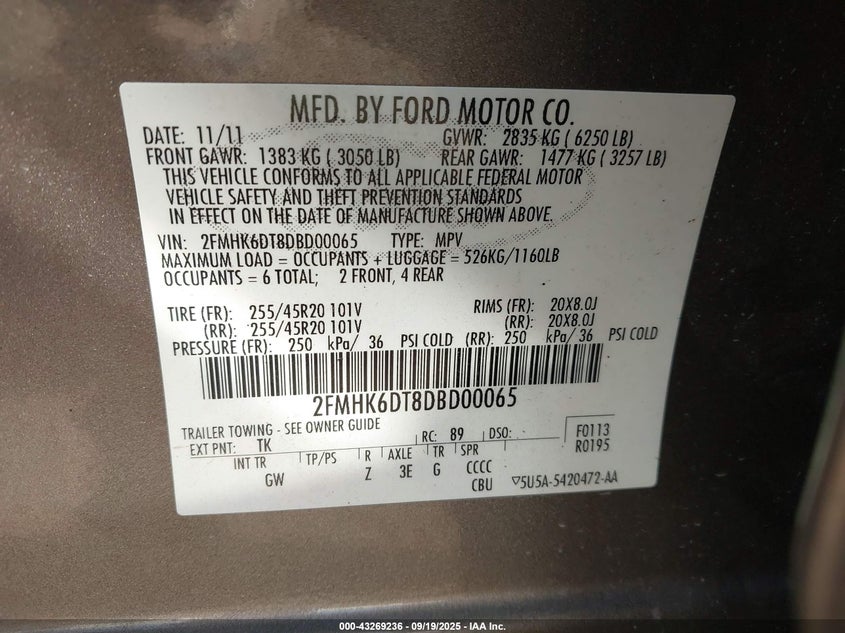 MFD. BY FORD MOTOR CO.
DATE: 11/11 GVWR: 2835 KG ( 6250 LB)
FRONT GAWR: 1383 KG ( 3050 LB) REAR GAWR: 1477 KG ( 3257 LB)
THIS VEHICLE CONFORMS TO ALL APPLICABLE FEDERAL MOTOR
VEHICLE SAFETY AND THEFT PREVENTION STANDARDS
IN EFFECT ON THE DATE OF MANUFACTURE SHOWN ABOVE.
VIN: 2FMHK6DT8DBD00065 TYPE: MPV
MAXIMUM LOAD = OCCUPANTS + LUGGAGE = 526KG/1160LB
OCCUPANTS = 6 TOTAL; 2 FRONT, 4 REAR
TIRE (FR): 255/45R20 101V RIMS (FR): 20X8.0J
(RR): 255/45R20 101V (RR): 20X8.0J
PRESSURE (FR): 250 kPa/ 36 PSI COLD (RR): 250 kPa/ 36 PSI COLD
2FMHK6DT8DBD00065
TRAILER TOWING - SEE OWNER GUIDE
EXT PNT: TK RC: 89 DSO: F0113
R0195
INT TR TP/PS R AXLE TR SPR
GW Z 3E G CCCC
CBU ▽5U5A-5420472-AA
000-43269236 - 09/19/2025 - IAA Inc.